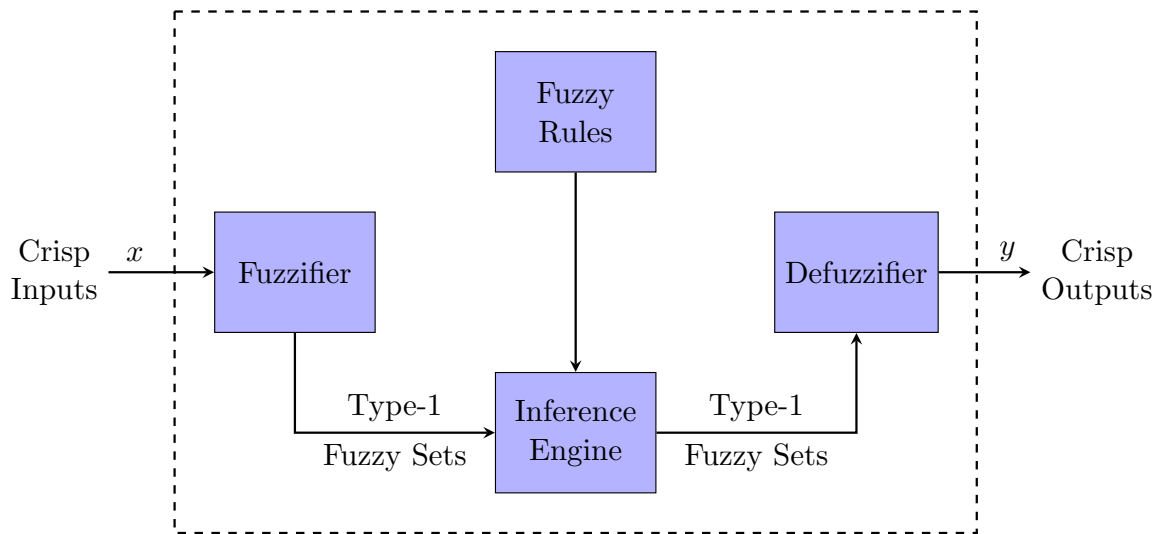 Fuzzy
Rules
Crisp
Inputs
x
Fuzzifier
Defuzzifier
y
Crisp
Outputs
Type-1
Fuzzy Sets
Inference
Engine
Type-1
Fuzzy Sets